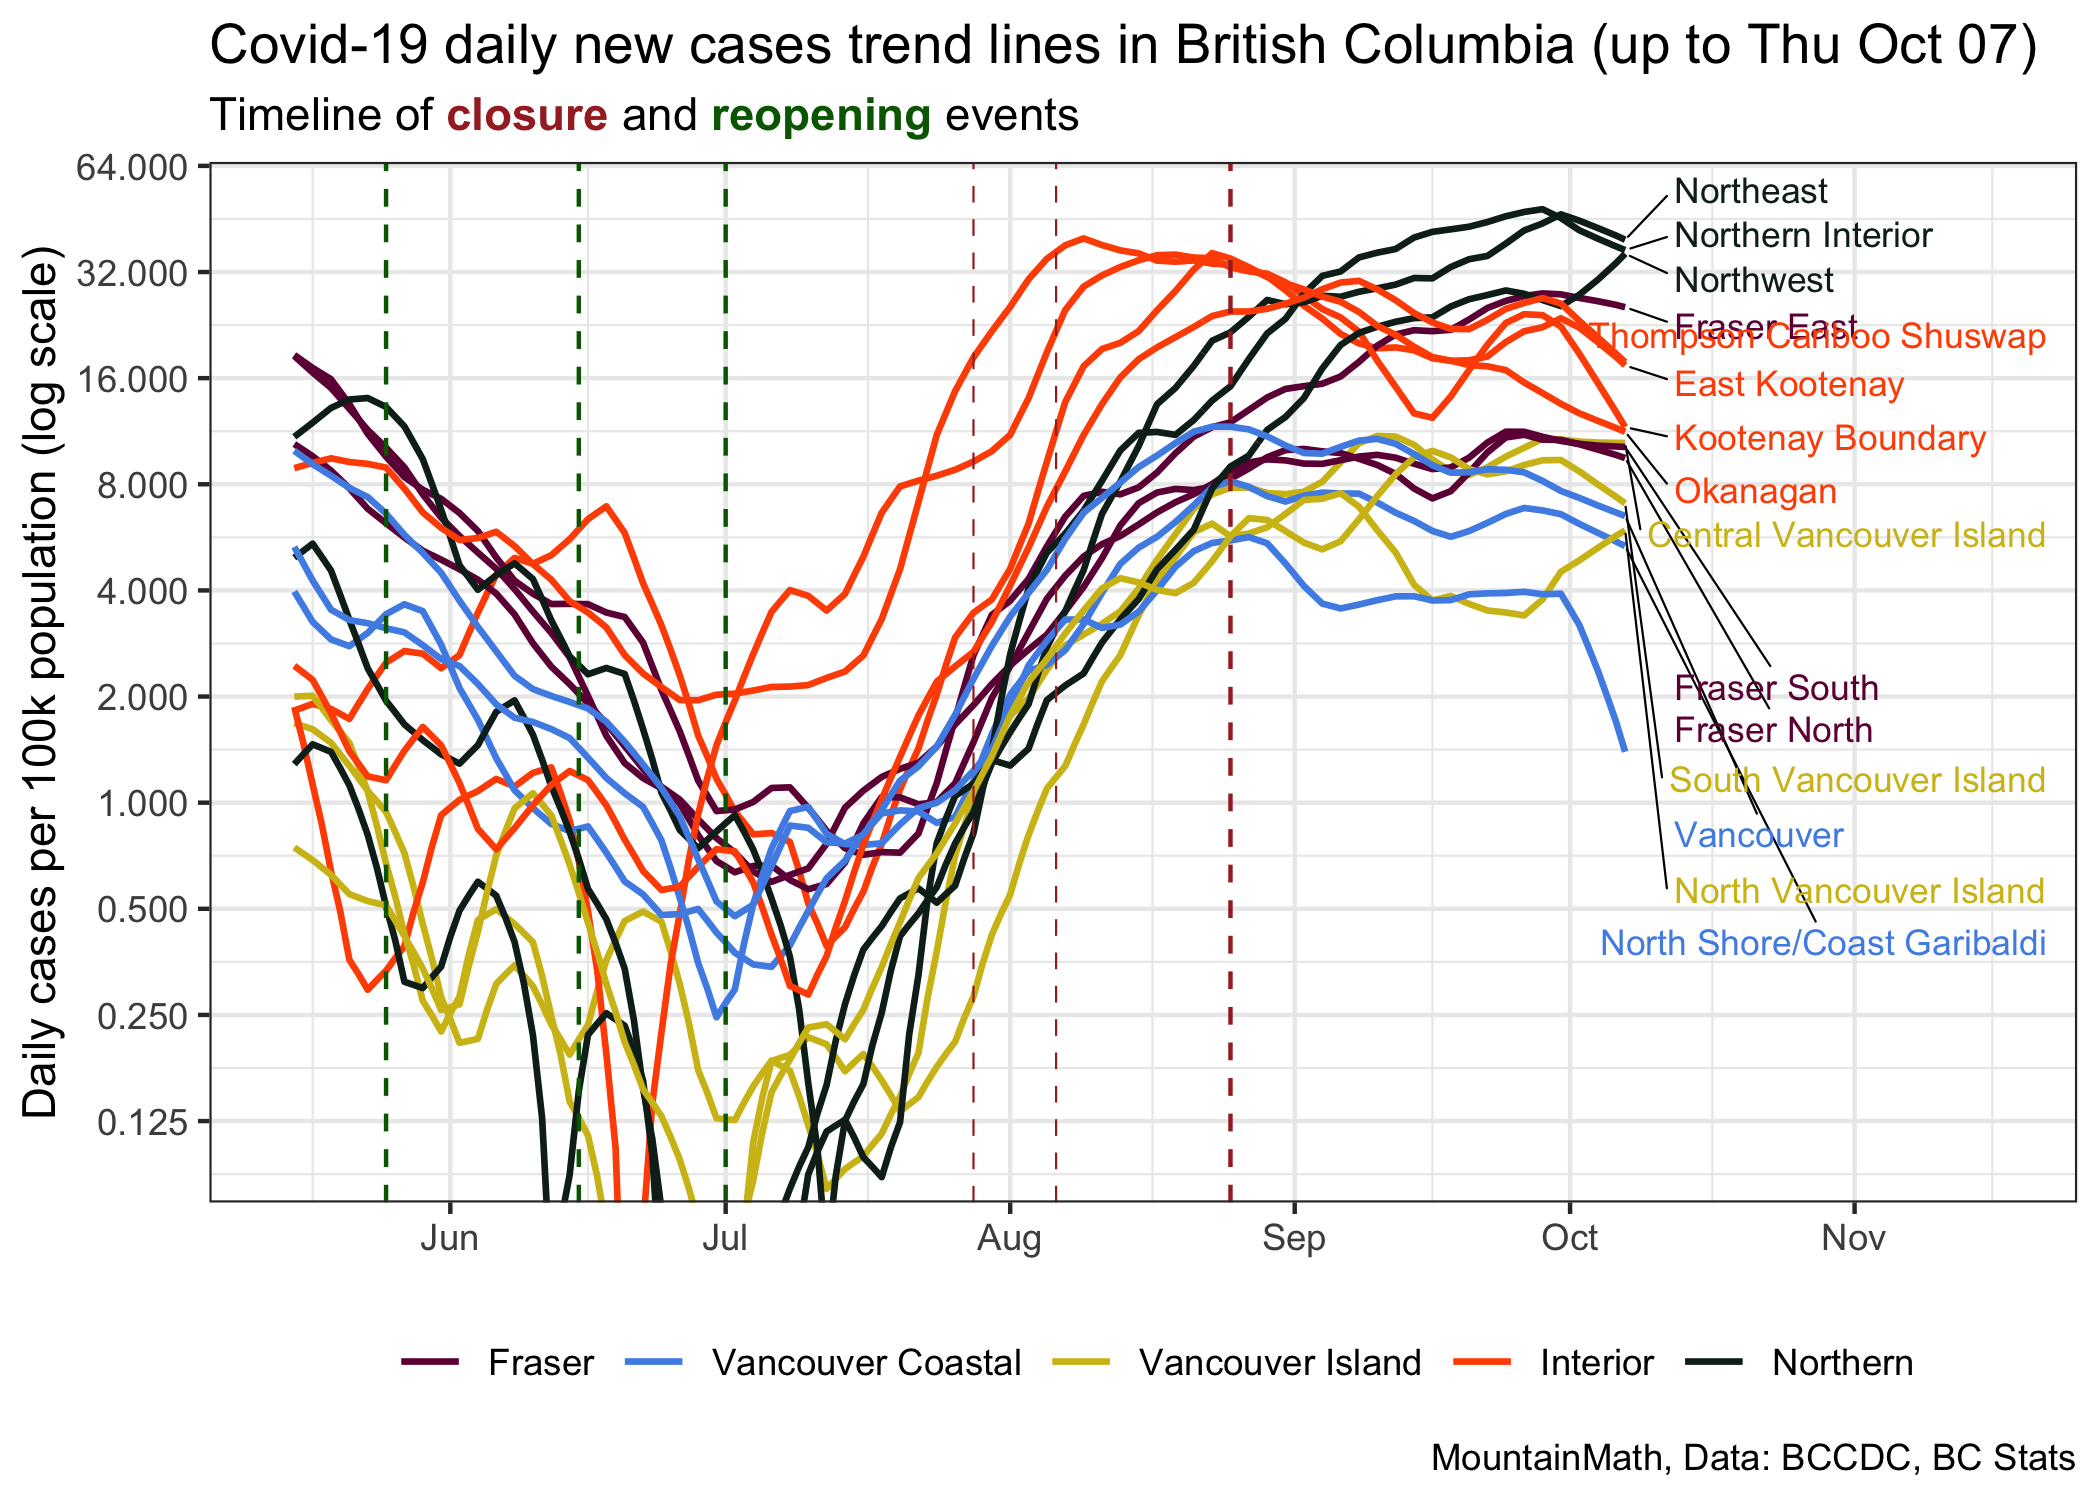 Covid-19 daily new cases trend lines in British Columbia (up to Thu Oct 07)
Timeline of closure and reopening events
Daily cases per 100k population (log scale)
64.000
32.000
16.000
8.000
4.000
2.000
1.000
0.500
0.250
0.125
Northeast
Northern Interior
Northwest
Fraser East
Thompson Cariboo Shuswap
East Kootenay
Kootenay Boundary
Okanagan
Central Vancouver Island
Fraser South
Fraser North
South Vancouver Island
Vancouver
North Vancouver Island
North Shore/Coast Garibaldi
Jun Jul Aug Sep Oct Nov
Fraser Vancouver Coastal Vancouver Island Interior Northern
MountainMath, Data: BCCDC, BC Stats